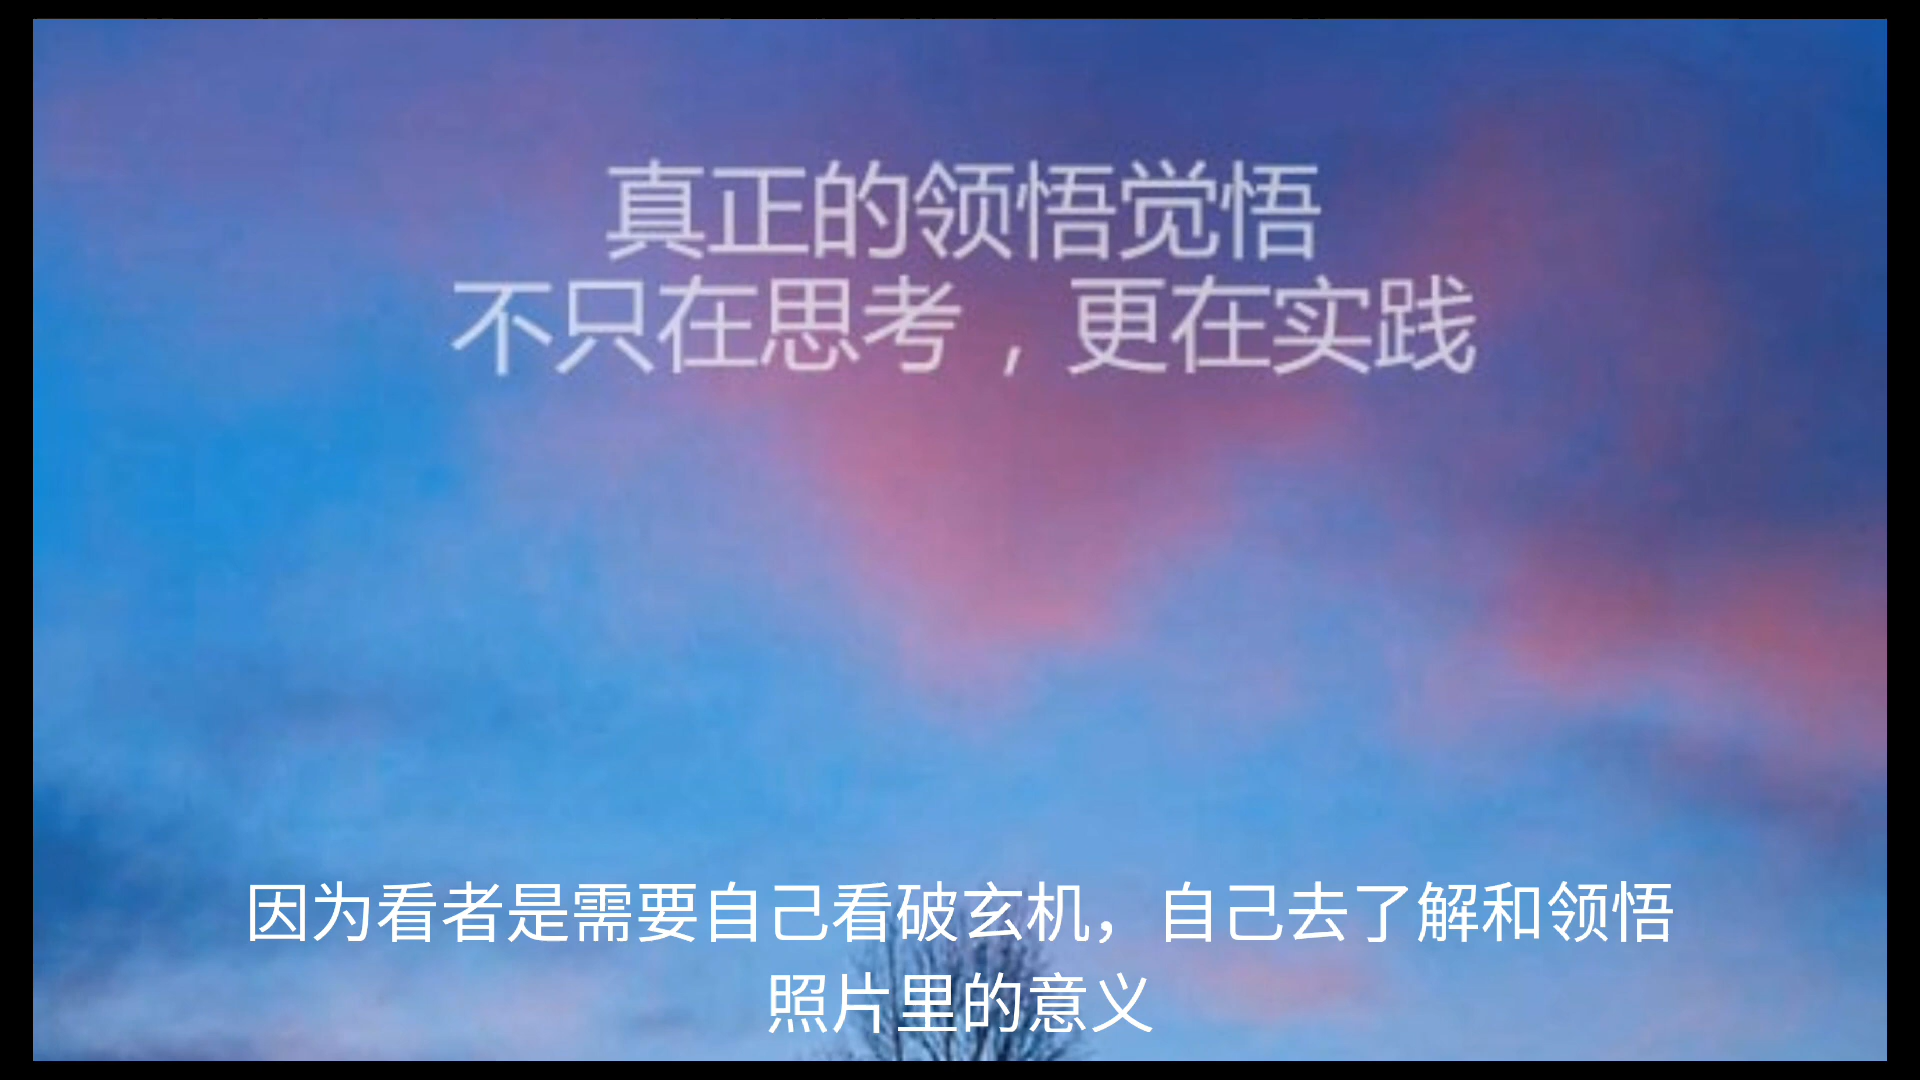 真正的领悟觉悟
不只在思考，更在实践
因为看者是需要自己看破玄机，自己去了解和领悟
照片里的意义